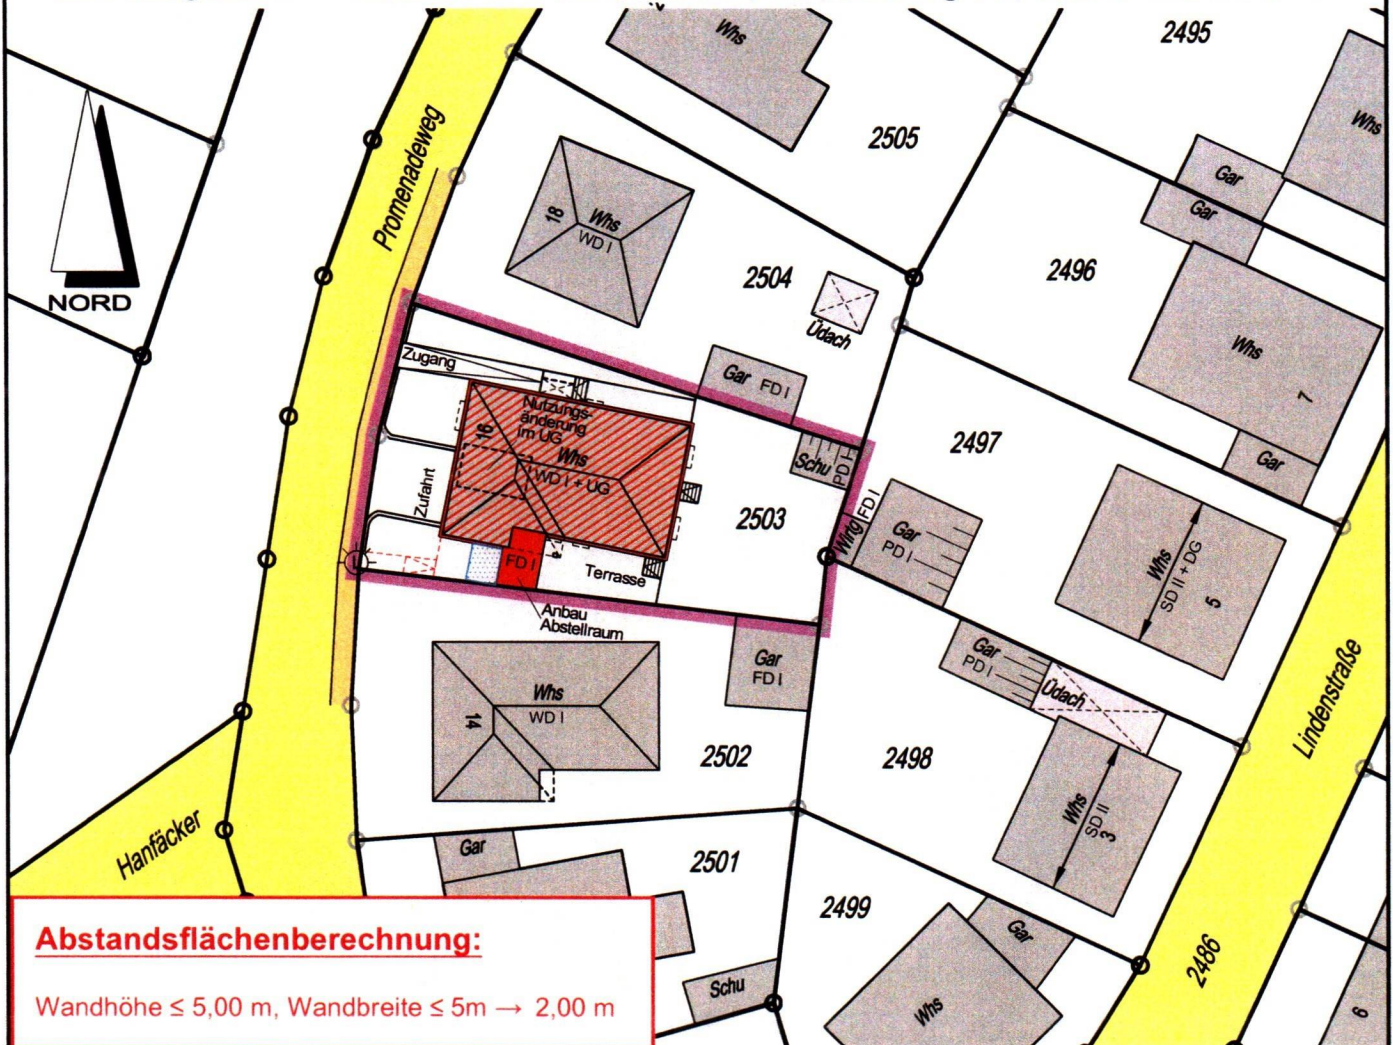 Whs
2495
Whs
2505
Promenadeweg
Gar
Gar
18
Whs
WD I
2504
2496
NORD
Üdach
Whs
7
Zugang
Gar FD I
Nutzungs-
änderung
im UG
16
Whs
WD I + UG
Schu
PD I
2497
Gar
Zufahrt
2503
Wirtg
FD I
Gar
PD I
FD I
Terrasse
Whs
SD II + DG
5
Anbau
Abstellraum
Gar
FD I
Gar
PD I
Üdach
Lindenstraße
14
Whs
WD I
2502
2498
Whs
SD II
3
Hanfäcker
Gar
2501
2499
Gar
2486
Abstandsflächenberechnung:
Wandhöhe ≤ 5,00 m, Wandbreite ≤ 5m → 2,00 m
Schu
Whs
9